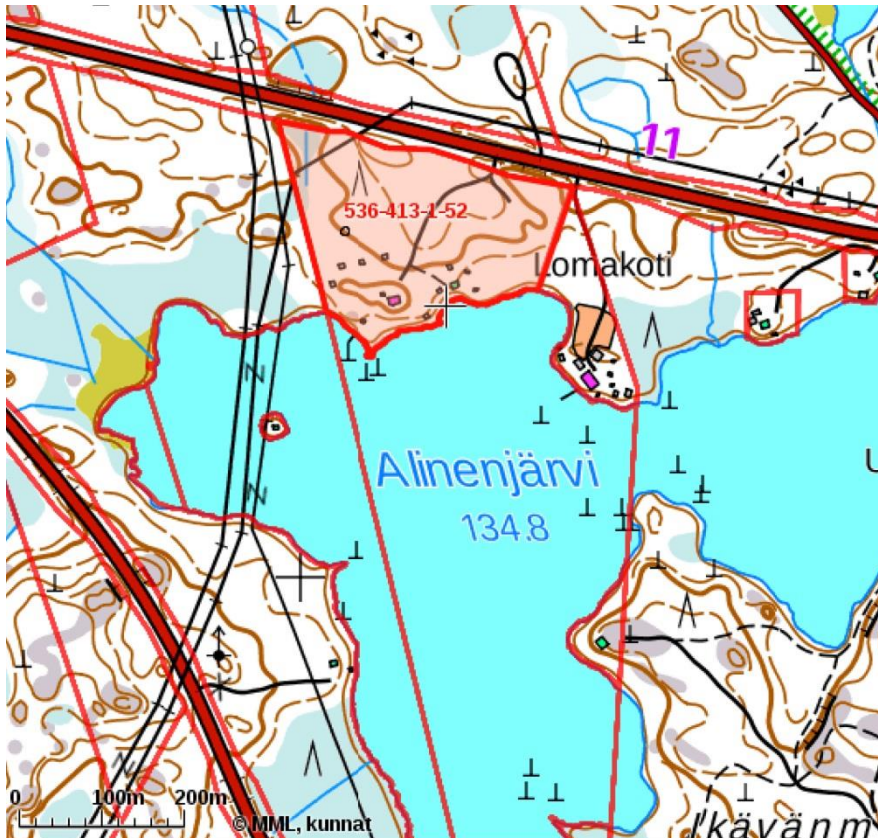 11
536-413-1-52
Lomakoti
Alinenjärvi
134.8
N
N
N
0 100m 200m
© MML, kunnat